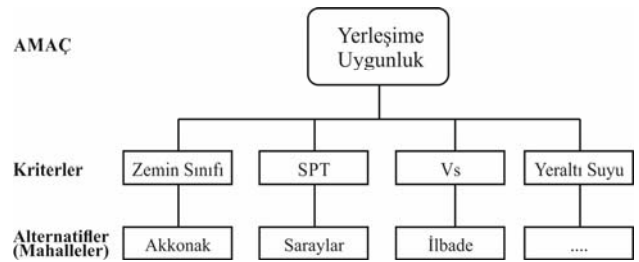 AMAÇ
Yerleşime
Uygunluk
Kriterler
Zemin Sınıfı
SPT
Vs
Yeraltı Suyu
Alternatifler
(Mahalleler)
Akkonak
Saraylar
İlbade
....